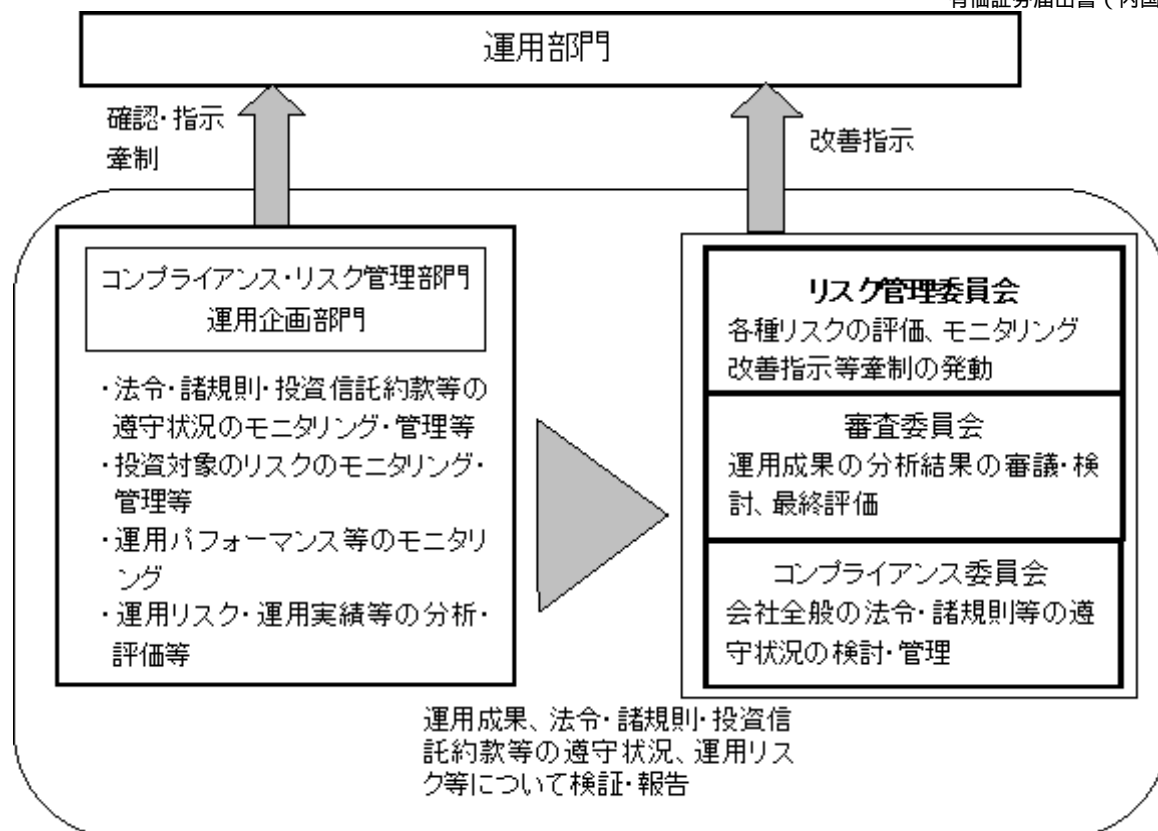 有価証券届出書(内国
運用部門
確認・指示
牽制
改善指示
コンプライアンス・リスク管理部門
運用企画部門
・法令・諸規則・投資信託約款等の
遵守状況のモニタリング・管理等
・投資対象のリスクのモニタリング・
管理等
・運用パフォーマンス等のモニタリ
ング
・運用リスク・運用実績等の分析・
評価等
リスク管理委員会
各種リスクの評価、モニタリング
改善指示等牽制の発動
審査委員会
運用成果の分析結果の審議・検
討、最終評価
コンプライアンス委員会
会社全般の法令・諸規則等の遵
守状況の検討・管理
運用成果、法令・諸規則・投資信
託約款等の遵守状況、運用リス
ク等について検証・報告